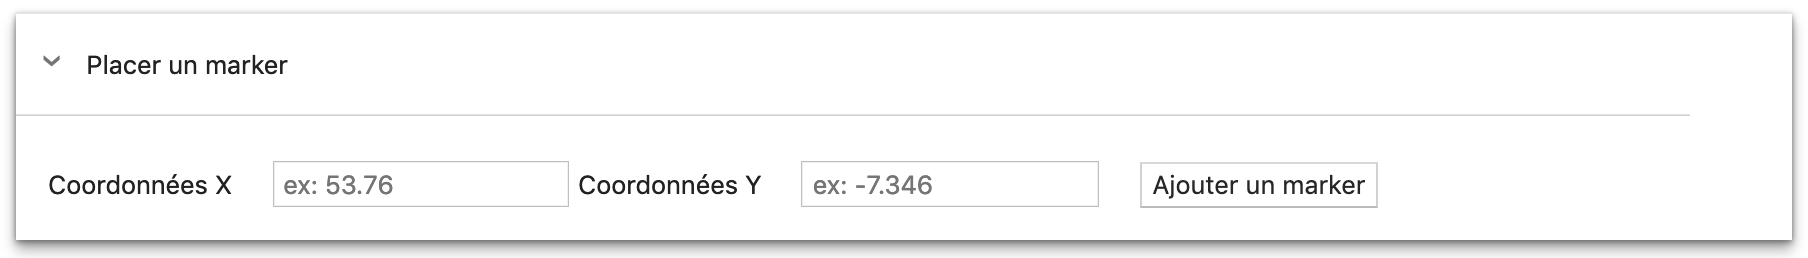 Placer un marker
Coordonnées X ex: 53.76 Coordonnées Y ex: -7.346 Ajouter un marker